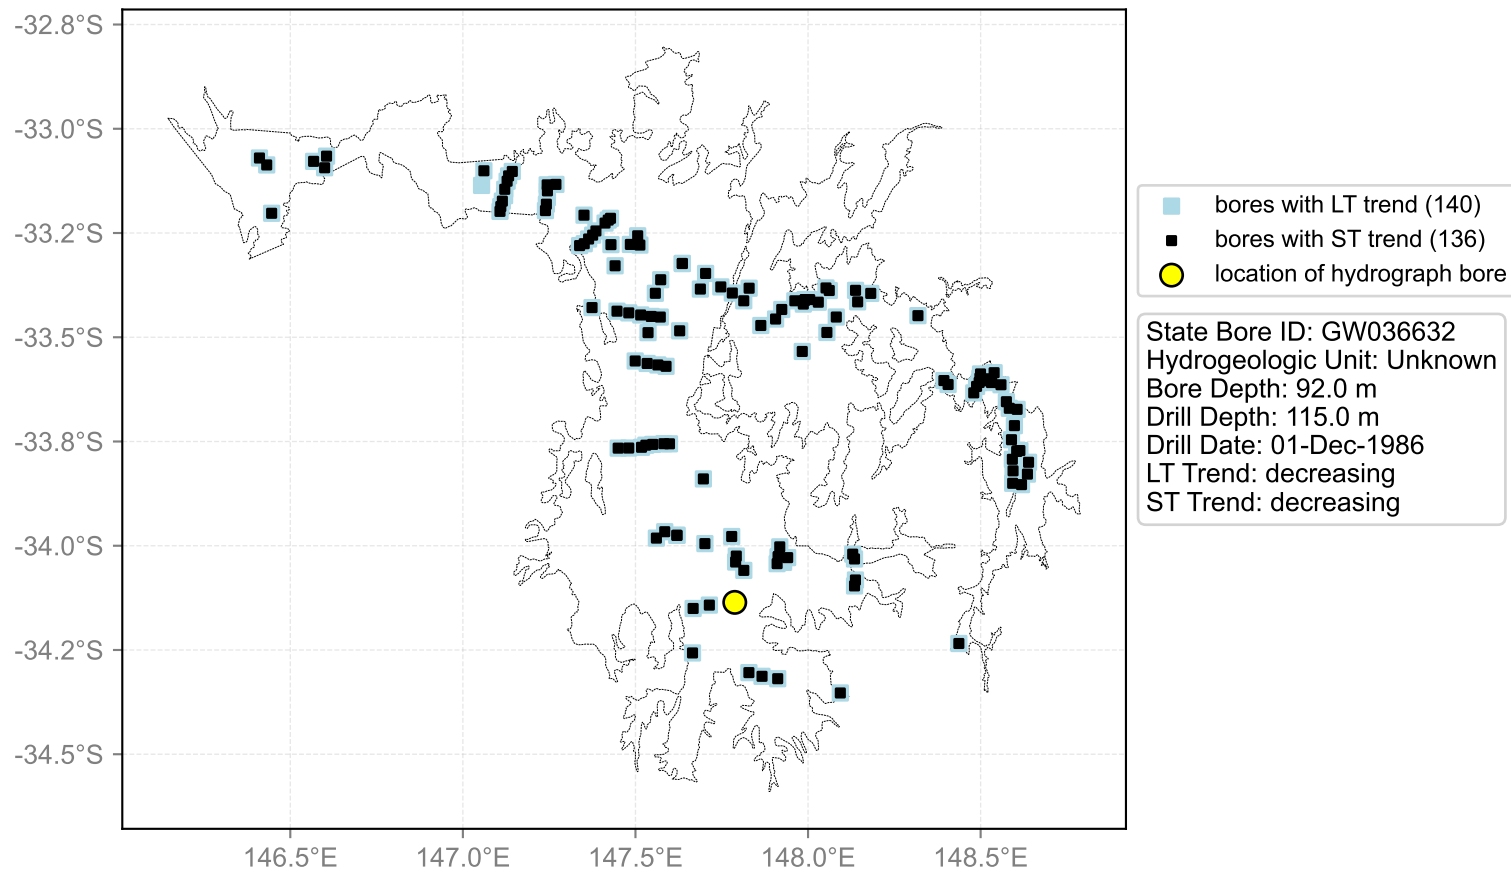 -32.8°S
-33.0°S
-33.2°S
-33.5°S
-33.8°S
-34.0°S
-34.2°S
-34.5°S
146.5°E
147.0°E
147.5°E
148.0°E
148.5°E
bores with LT trend (140)
bores with ST trend (136)
location of hydrograph bore
State Bore ID: GW036632
Hydrogeologic Unit: Unknown
Bore Depth: 92.0 m
Drill Depth: 115.0 m
Drill Date: 01-Dec-1986
LT Trend: decreasing
ST Trend: decreasing